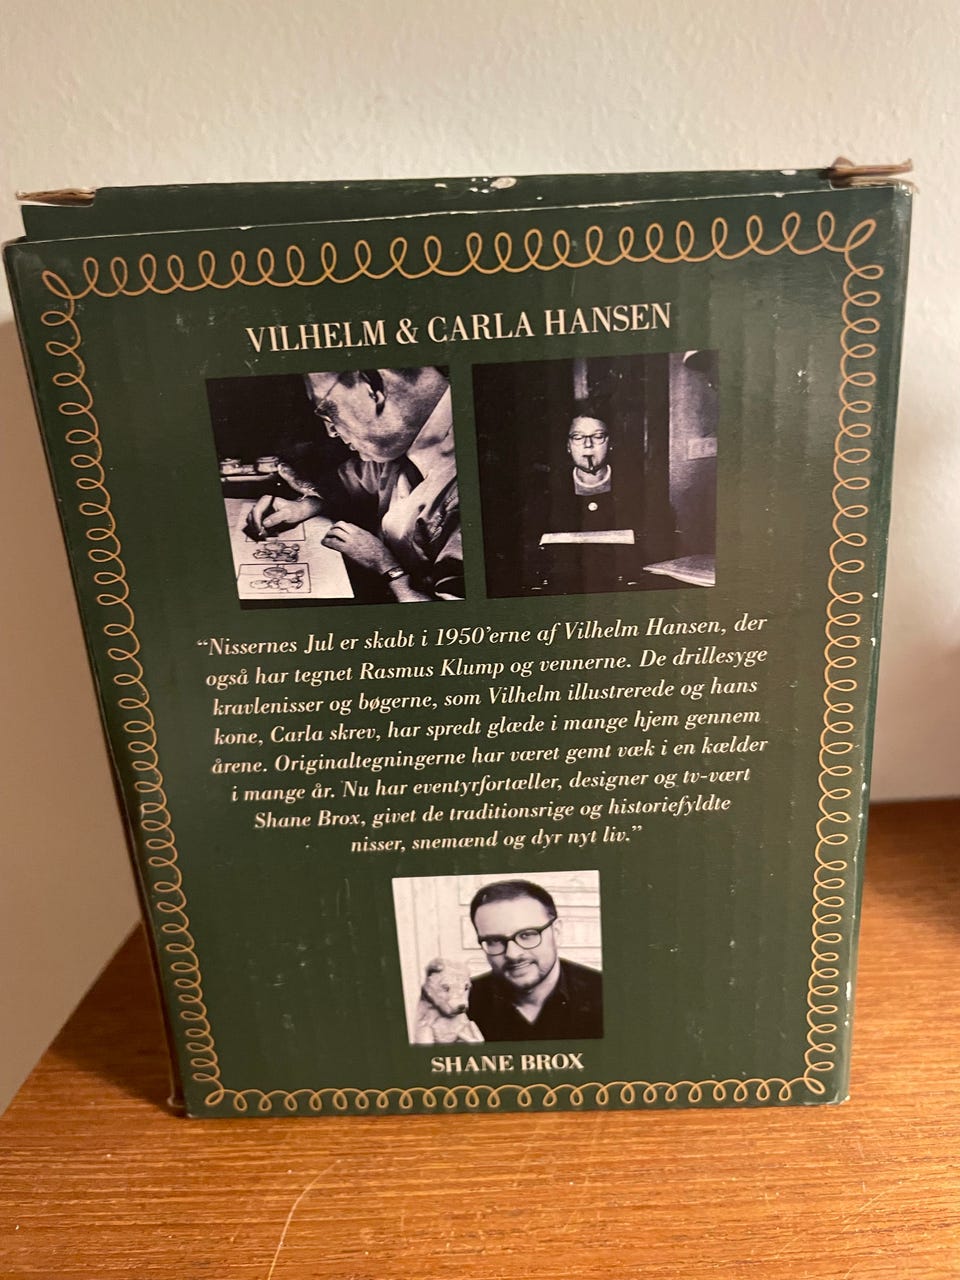 VILHELM & CARLA HANSEN
“Nissernes Jul er skabt i 1950’erne af Vilhelm Hansen, der
også har tegnet Rasmus Klump og vennerne. De drillesyge
kravlenisser og bøgerne, som Vilhelm illustrerede og hans
kone, Carla skrev, har spredt glæde i mange hjem gennem
årene. Originaltegningerne har været gemt væk i en kælder
i mange år. Nu har eventyrfortæller, designer og tv-vært
Shane Brox, givet de traditionsrige og historiefyldte
nisser, snemænd og dyr nyt liv.”
SHANE BROX